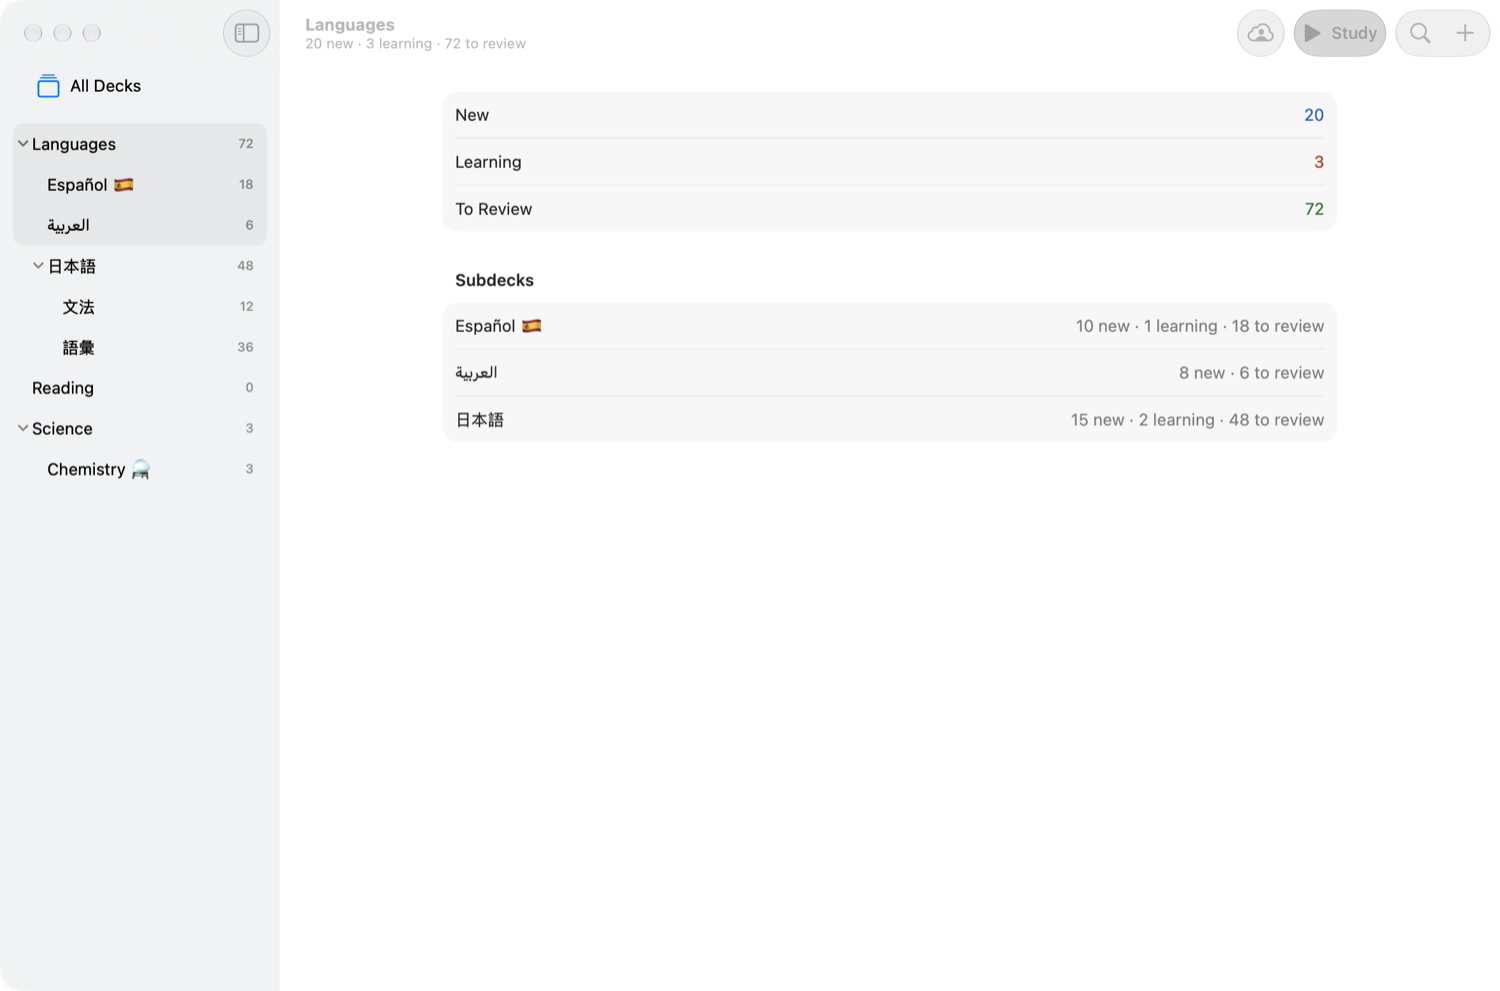 All Decks
Languages 72
Español 🇪🇸 18
العربية 6
日本語 48
文法 12
語彙 36
Reading 0
Science 3
Chemistry 3
Languages
20 new · 3 learning · 72 to review
Study
New 20
Learning 3
To Review 72
Subdecks
Español 🇪🇸 10 new · 1 learning · 18 to review
العربية 8 new · 6 to review
日本語 15 new · 2 learning · 48 to review